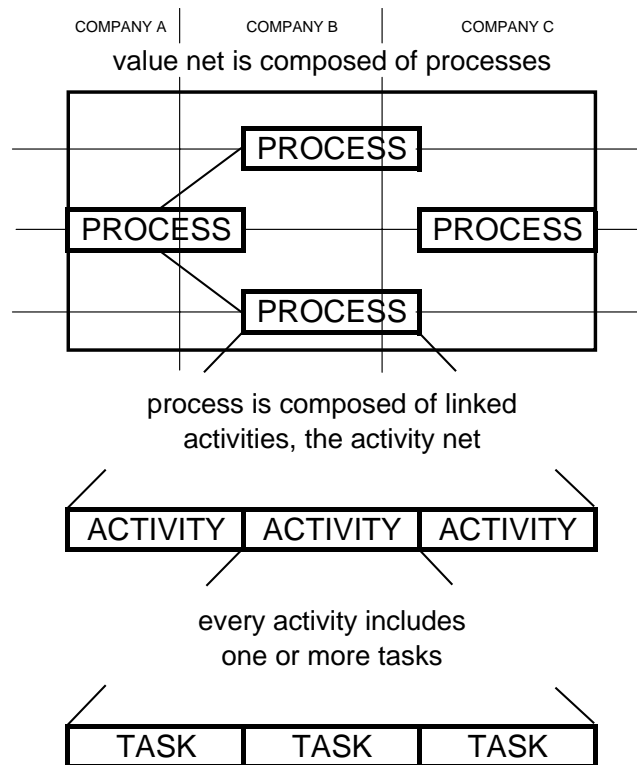 COMPANY A COMPANY B COMPANY C
value net is composed of processes
PROCESS
PROCESS PROCESS
PROCESS
process is composed of linked
activities, the activity net
ACTIVITY ACTIVITY ACTIVITY
every activity includes
one or more tasks
TASK TASK TASK